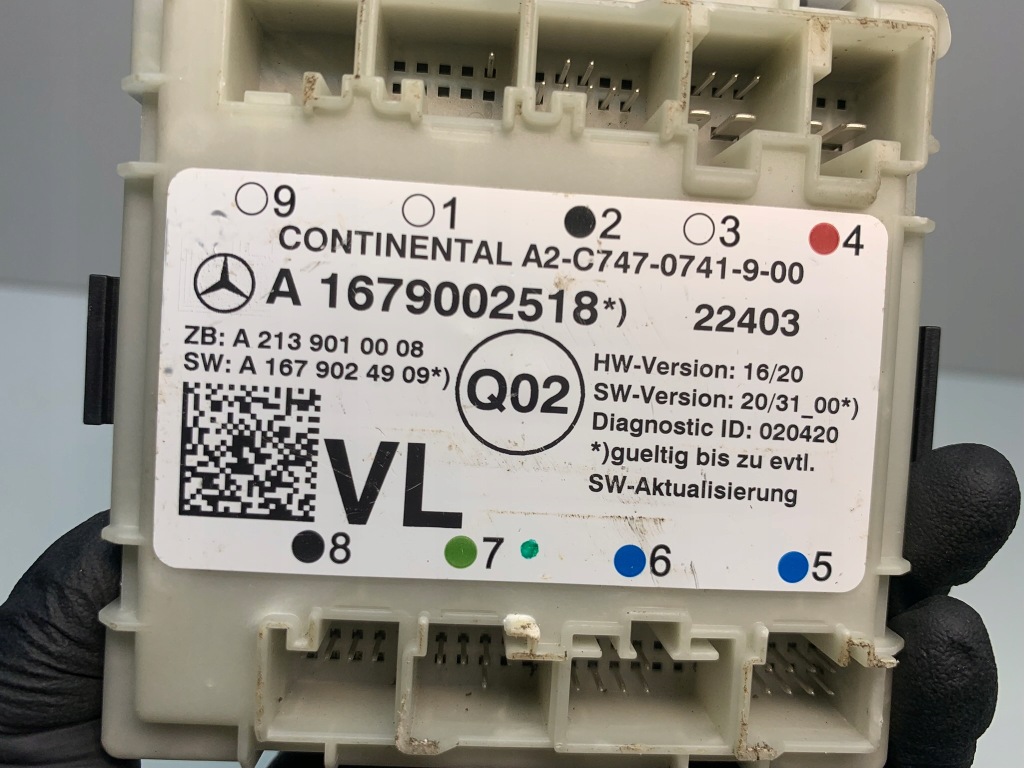 9 1 2 3 4
CONTINENTAL A2-C747-0741-9-00
A 1679002518*) 22403
ZB: A 213 901 00 08
SW: A 167 902 49 09*)
Q02
HW-Version: 16/20
SW-Version: 20/31_00*)
Diagnostic ID: 020420
*)gueltig bis zu evtl.
SW-Aktualisierung
VL
8 7 6 5